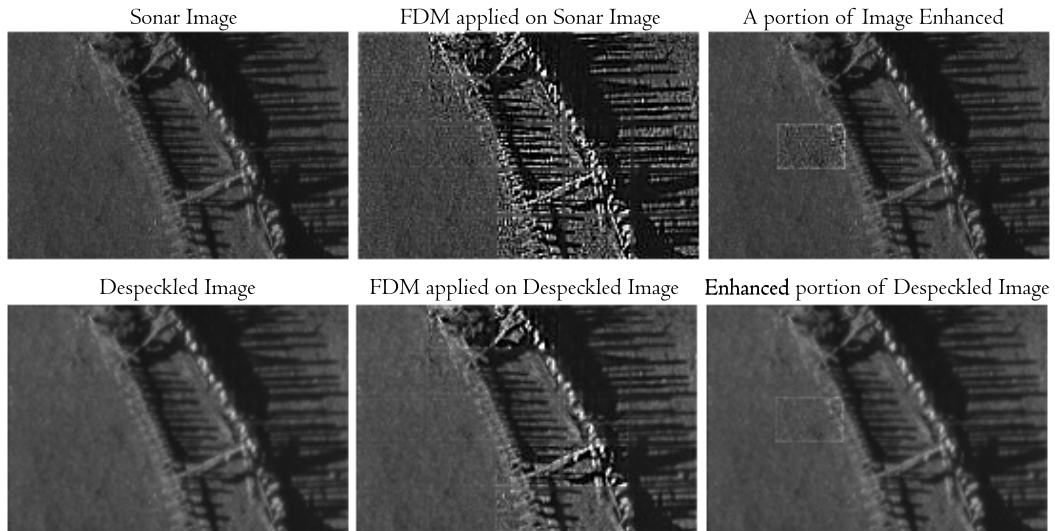 Sonar Image
FDM applied on Sonar Image
A portion of Image Enhanced
Despeckled Image
FDM applied on Despeckled Image
Enhanced portion of Despeckled Image